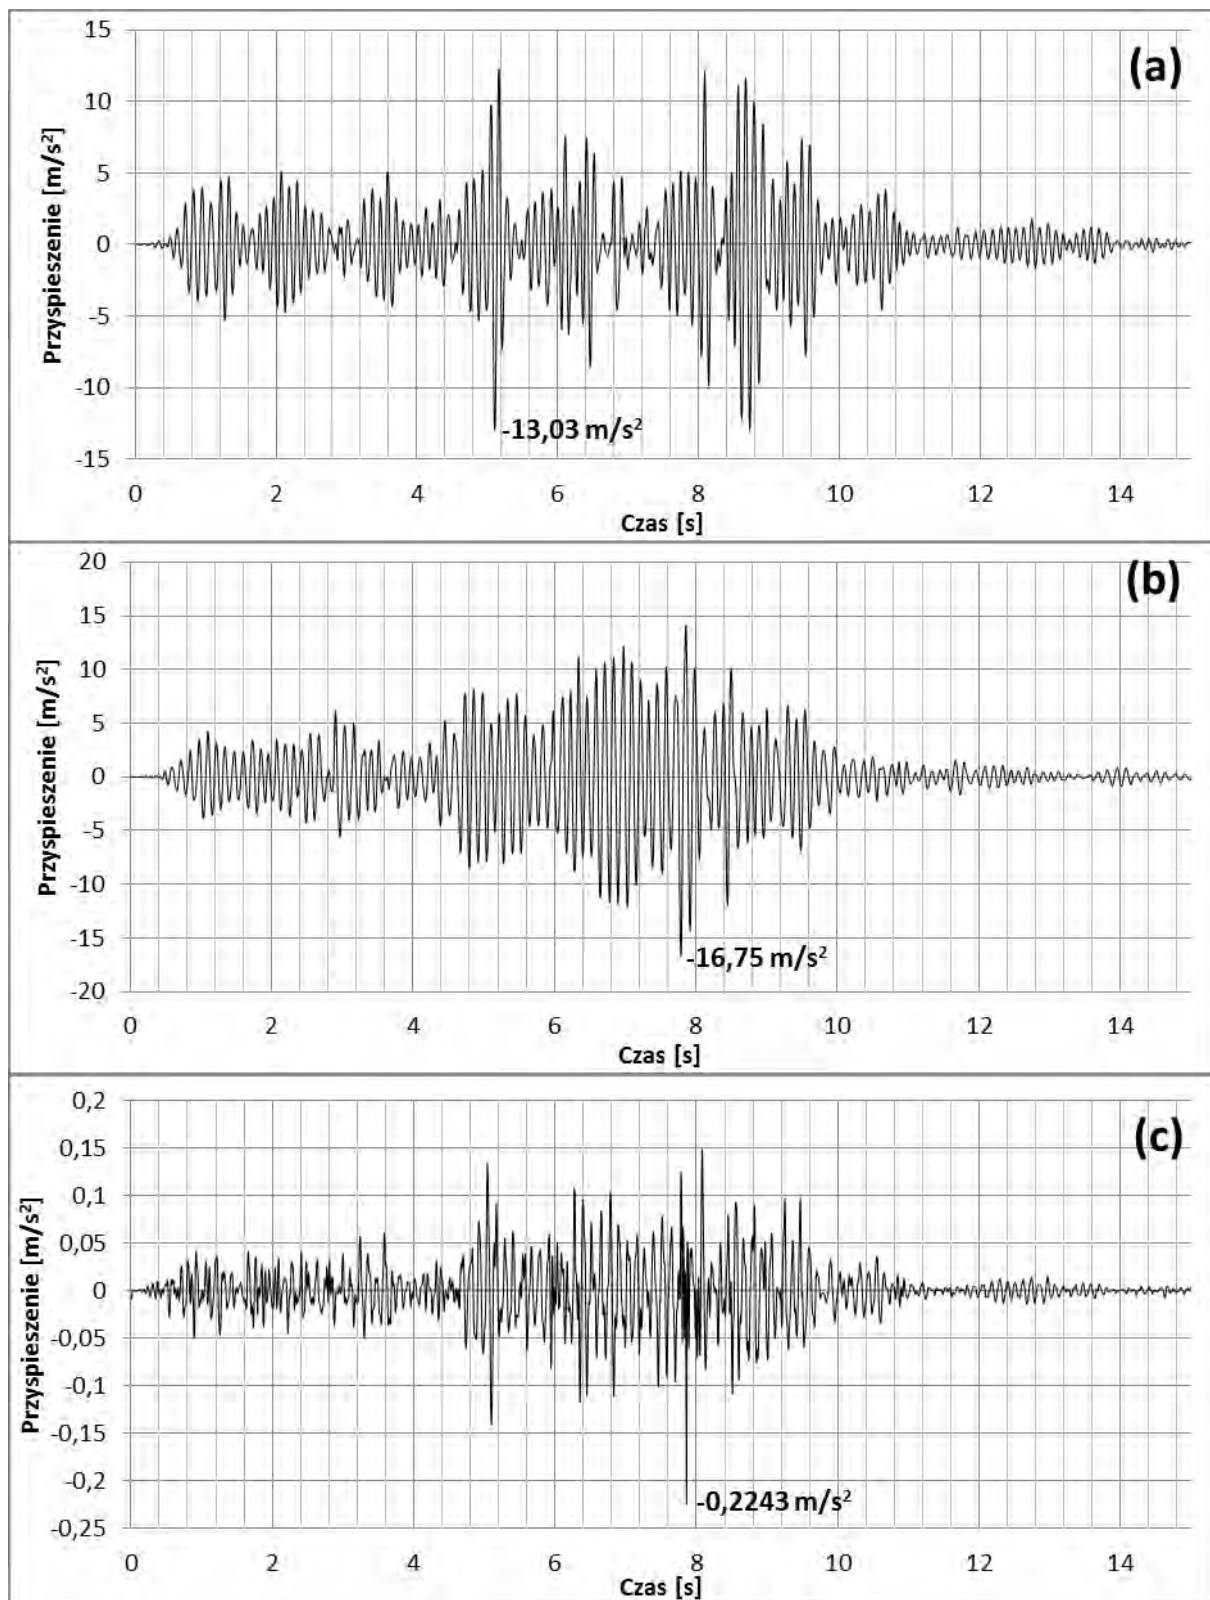 (a)
Przyspieszenie [m/s²]
15
10
5
0
-5
-10
-15
-13,03 m/s²
0 2 4 6 8 10 12 14
Czas [s]
(b)
Przyspieszenie [m/s²]
20
15
10
5
0
-5
-10
-15
-20
-16,75 m/s²
0 2 4 6 8 10 12 14
Czas [s]
(c)
Przyspieszenie [m/s²]
0,2
0,15
0,1
0,05
0
-0,05
-0,1
-0,15
-0,2
-0,25
-0,2243 m/s²
0 2 4 6 8 10 12 14
Czas [s]